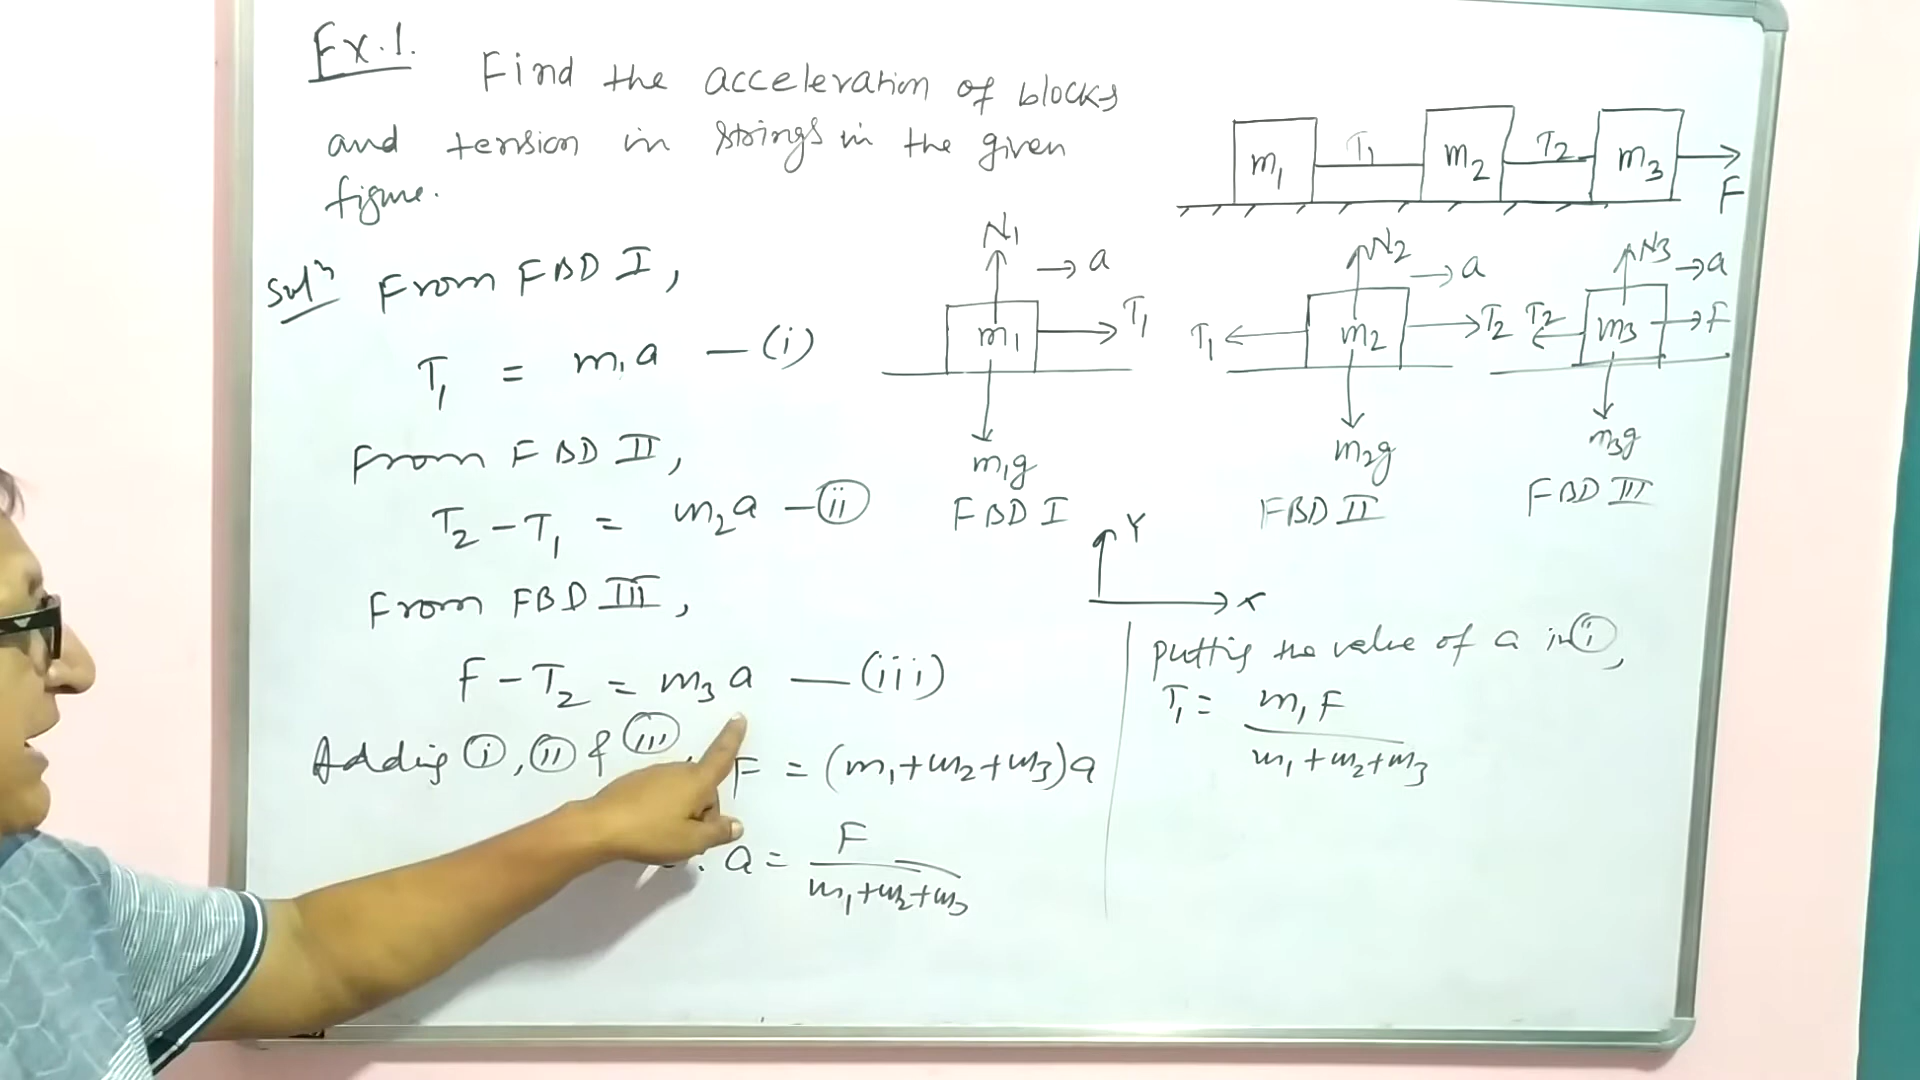 Ex.1. Find the acceleration of blocks
and tension in strings in the given
figure.
m₁ T₁ m₂ T₂ m₃ F
Solⁿ From FBD I,
T₁ = m₁a — (i)
From FBD II,
T₂ - T₁ = m₂a — (ii)
From FBD III,
F - T₂ = m₃a — (iii)
Adding (i), (ii) & (iii)
F = (m₁+m₂+m₃)a
a = F / m₁+m₂+m₃
N₁ → a
m₁ T₁
m₁g
FBD I
N₂ → a
T₁ m₂ T₂
m₂g
FBD II
N₃ → a
T₂ m₃ F
m₃g
FBD III
Y
X
Putting the value of a in (i),
T₁ = m₁F / m₁+m₂+m₃